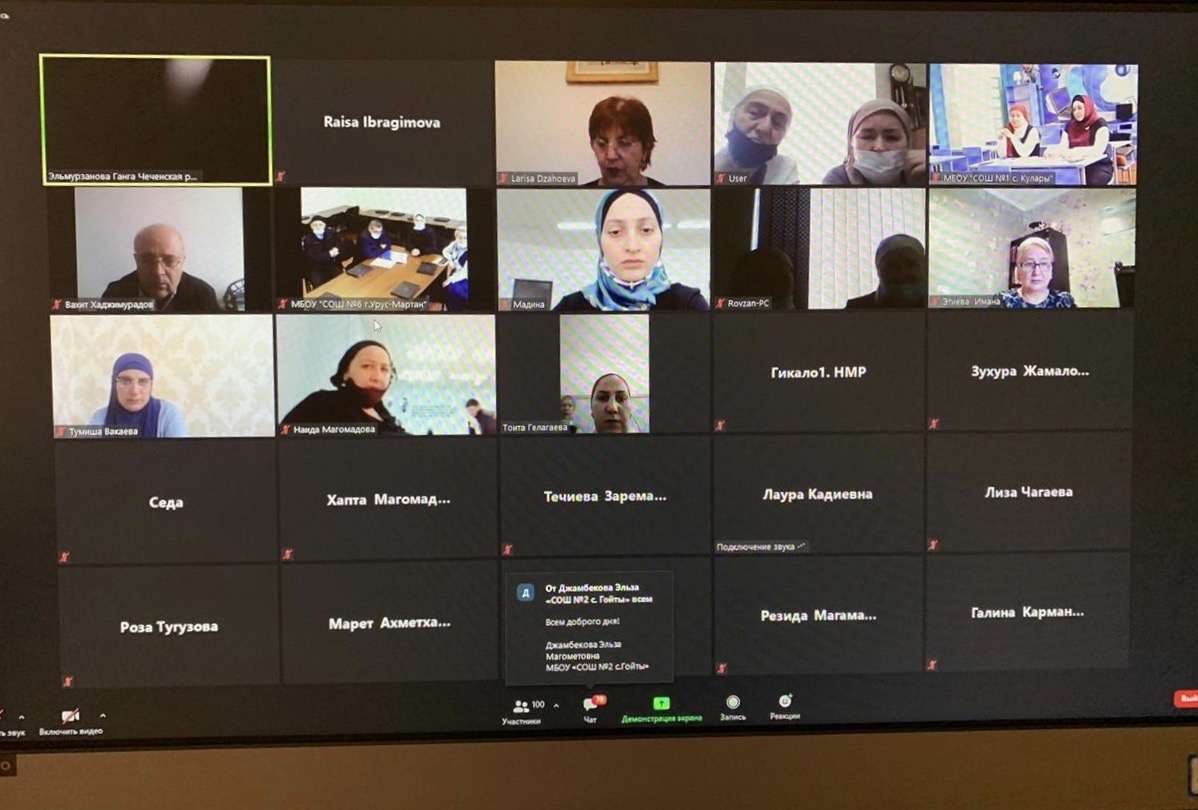 Эльмурзанова Ганга Чеченская р...
Raisa Ibragimova
Larisa Dzahoeva
User
МБОУ "СОШ №1 с. Кулары"
Вахит Хаджимурадов
МБОУ "СОШ №6 г.Урус-Мартан"
Мадина
Rovzan-PC
Этиева Имана
Тумиша Вакаева
Наида Магомадова
Тоита Гелагаева
Гикало1. НМР
Зухура Жамало...
Седа
Хапта Магомад...
Течиева Зарема...
Лаура Кадиевна
Подключение звука
Лиза Чагаева
Роза Тугузова
Марет Ахметха...
Д
От Джамбекова Эльза
«СОШ №2 с. Гойты» всем
Всем доброго дня!
Джамбекова Эльза
Магометовна
МБОУ «СОШ №2 с.Гойты»
Резида Магама...
Галина Карман...
ть звук
Включить видео
100
Участники
Чат
Демонстрация экрана
Запись
Реакции
Вый